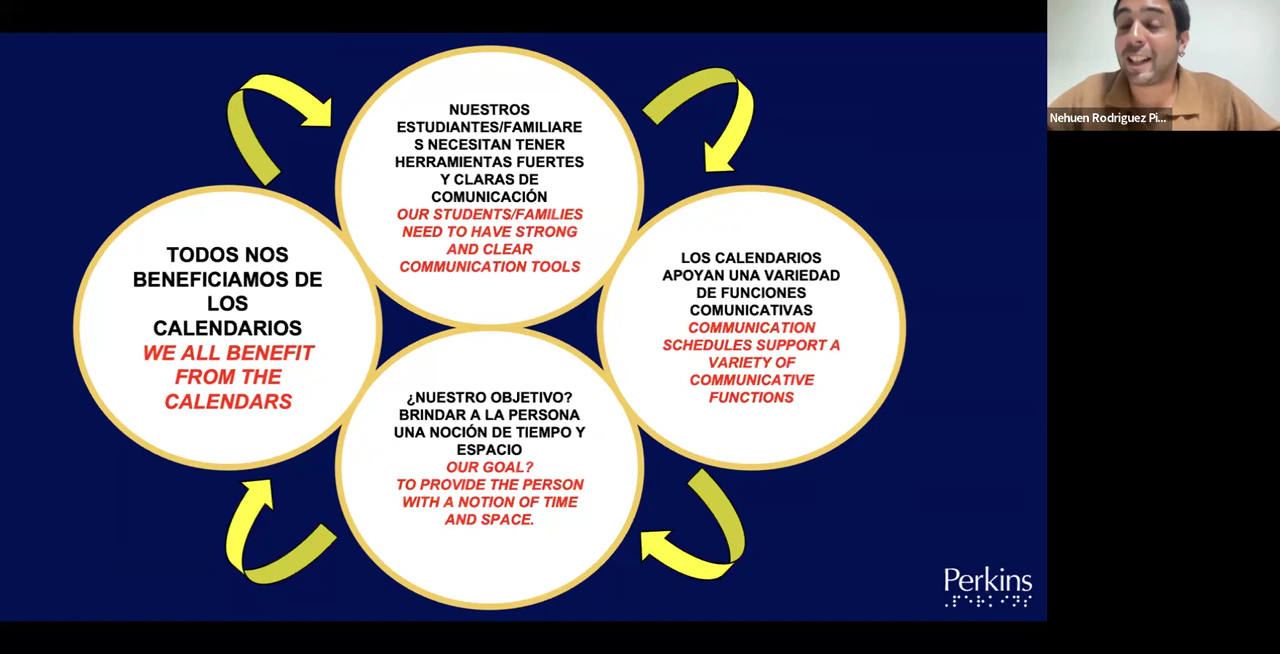 NUESTROS
ESTUDIANTES/FAMILIARE
S NECESITAN TENER
HERRAMIENTAS FUERTES
Y CLARAS DE
COMUNICACIÓN
OUR STUDENTS/FAMILIES
NEED TO HAVE STRONG
AND CLEAR
COMMUNICATION TOOLS
TODOS NOS
BENEFICIAMOS DE
LOS
CALENDARIOS
WE ALL BENEFIT
FROM THE
CALENDARS
LOS CALENDARIOS
APOYAN UNA VARIEDAD
DE FUNCIONES
COMUNICATIVAS
COMMUNICATION
SCHEDULES SUPPORT A
VARIETY OF
COMMUNICATIVE
FUNCTIONS
¿NUESTRO OBJETIVO?
BRINDAR A LA PERSONA
UNA NOCIÓN DE TIEMPO Y
ESPACIO
OUR GOAL?
TO PROVIDE THE PERSON
WITH A NOTION OF TIME
AND SPACE.
Perkins
⠠⠏⠑⠗⠅⠊⠝⠎
Nehuen Rodriguez Pi...